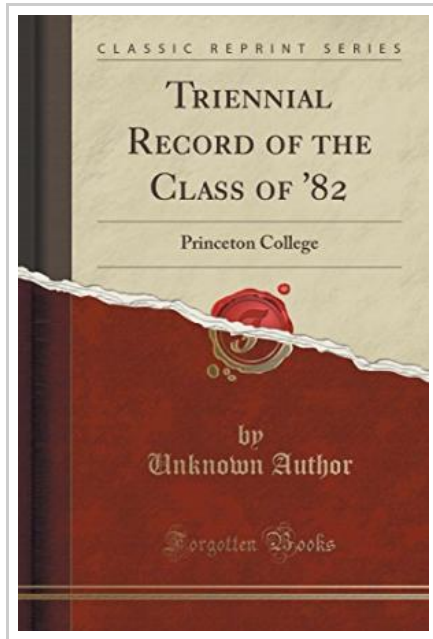 CLASSIC REPRINT SERIES
TRIENNIAL
RECORD OF THE
CLASS OF '82
Princeton College
by
Unknown Author
Forgotten Books